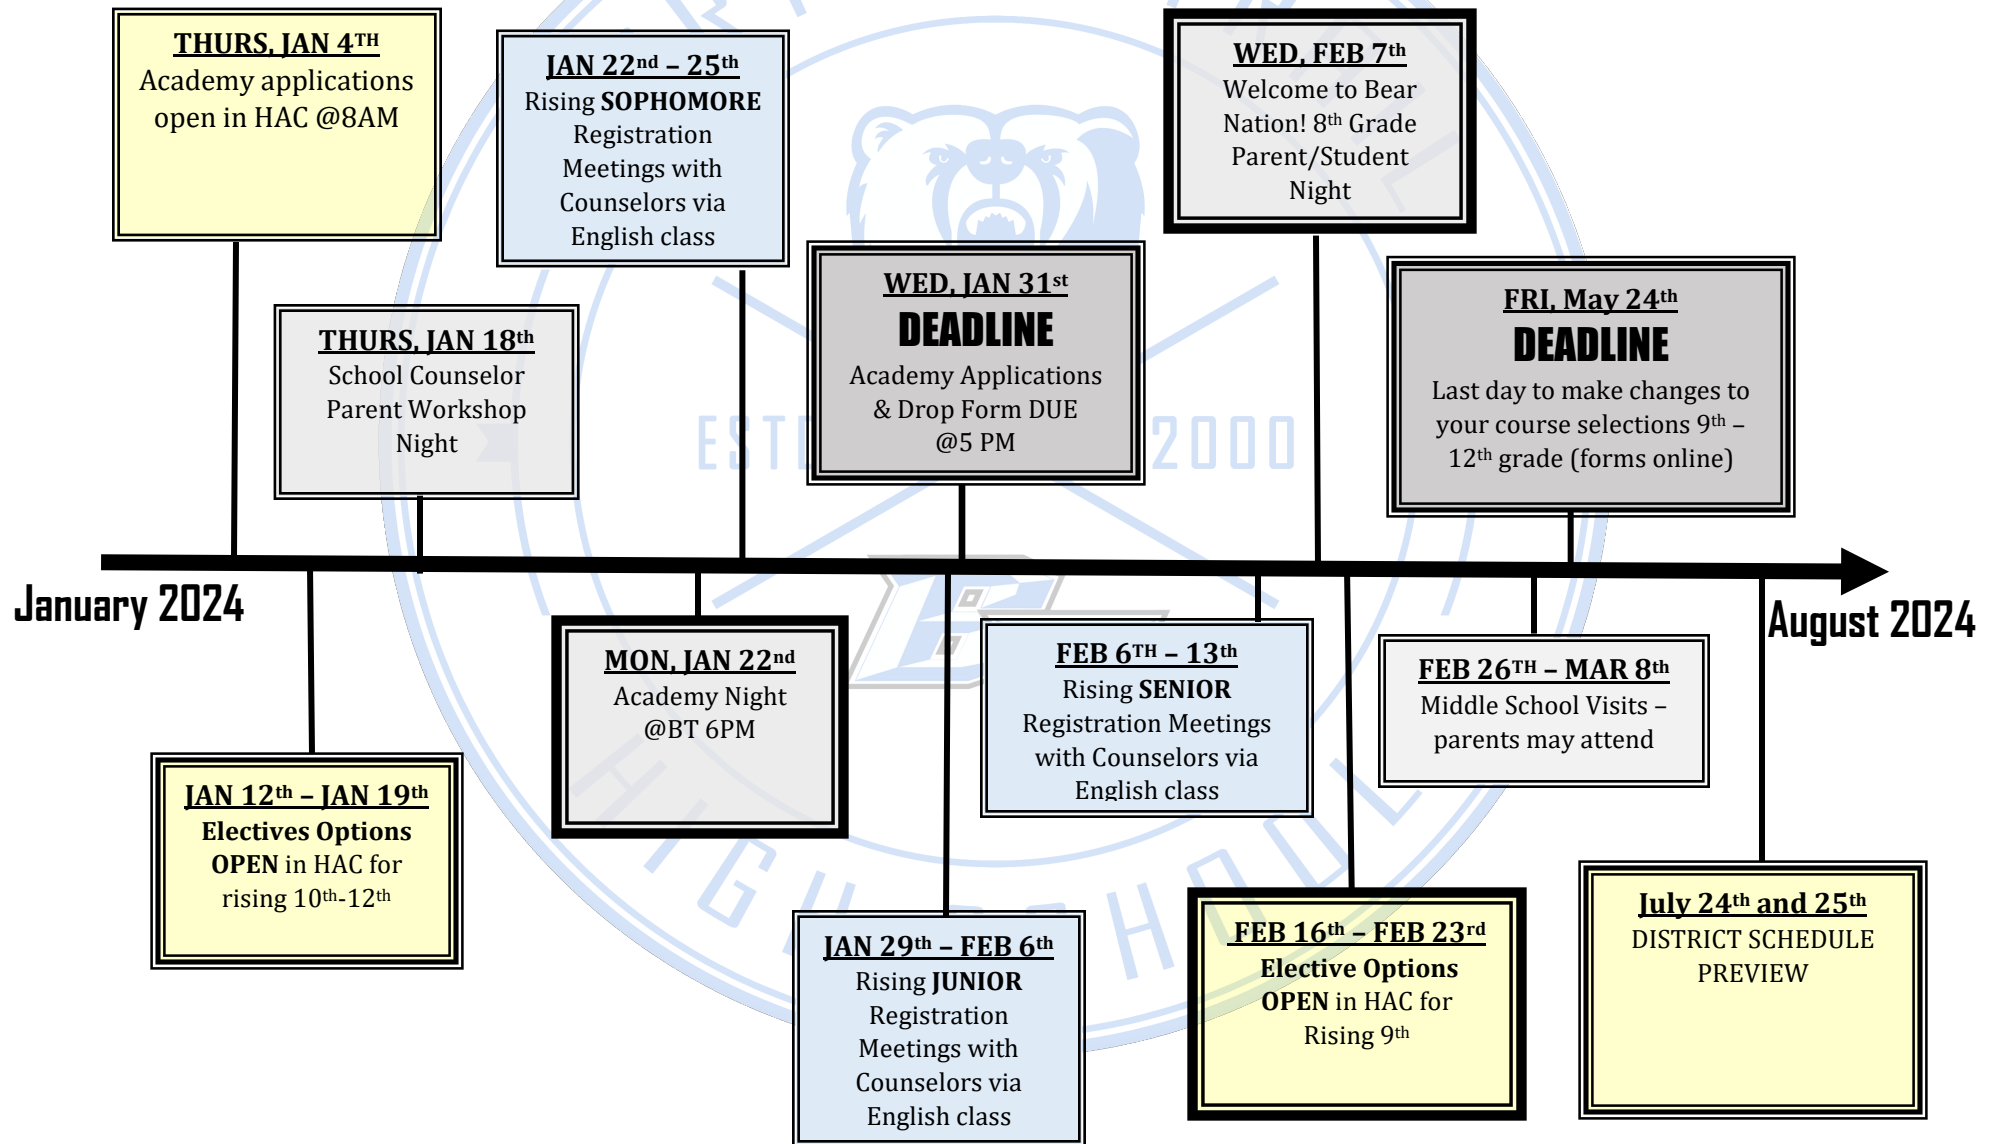 THURS, JAN 4TH
Academy applications
open in HAC @8AM
JAN 22nd – 25th
Rising SOPHOMORE
Registration
Meetings with
Counselors via
English class
WED, FEB 7th
Welcome to Bear
Nation! 8th Grade
Parent/Student
Night
THURS, JAN 18th
School Counselor
Parent Workshop
Night
WED, JAN 31st
DEADLINE
Academy Applications
& Drop Form DUE
@5 PM
FRI, May 24th
DEADLINE
Last day to make changes to
your course selections 9th –
12th grade (forms online)
2000
January 2024
August 2024
JAN 12th – JAN 19th
Electives Options
OPEN in HAC for
rising 10th-12th
MON, JAN 22nd
Academy Night
@BT 6PM
JAN 29th – FEB 6th
Rising JUNIOR
Registration
Meetings with
Counselors via
English class
FEB 6TH – 13th
Rising SENIOR
Registration Meetings
with Counselors via
English class
FEB 16th – FEB 23rd
Elective Options
OPEN in HAC for
Rising 9th
FEB 26TH – MAR 8th
Middle School Visits –
parents may attend
July 24th and 25th
DISTRICT SCHEDULE
PREVIEW
HIGH SCHOOL